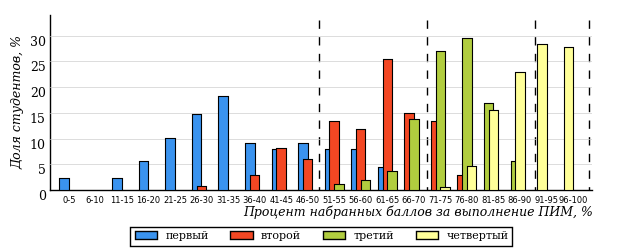 Доля студентов, %
30
25
20
15
10
5
0
0-5 6-10 11-15 16-20 21-25 26-30 31-35 36-40 41-45 46-50 51-55 56-60 61-65 66-70 71-75 76-80 81-85 86-90 91-95 96-100
Процент набранных баллов за выполнение ПИМ, %
первый второй третий четвертый